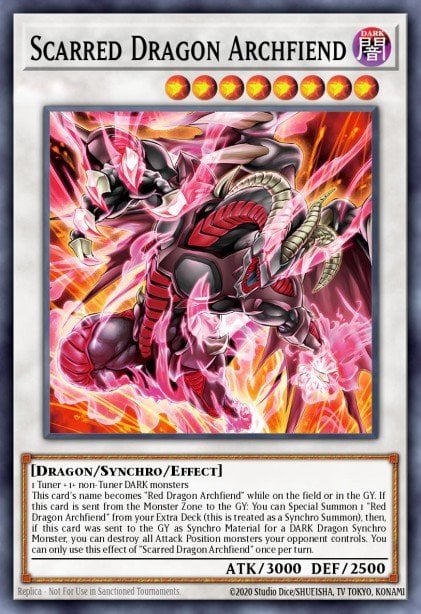 SCARRED DRAGON ARCHFIEND
DARK
闇
[DRAGON/SYNCHRO/EFFECT]
1 Tuner + 1+ non-Tuner DARK monsters
This card's name becomes "Red Dragon Archfiend" while on the field or in the GY. If
this card is sent from the Monster Zone to the GY: You can Special Summon 1 "Red
Dragon Archfiend" from your Extra Deck (this is treated as a Synchro Summon), then,
if this card was sent to the GY as Synchro Material for a DARK Dragon Synchro
Monster, you can destroy all Attack Position monsters your opponent controls. You can
only use this effect of "Scarred Dragon Archfiend" once per turn.
ATK/3000 DEF/2500
Replica - Not For Use in Sanctioned Tournaments.
©2020 Studio Dice/SHUEISHA, TV TOKYO, KONAMI